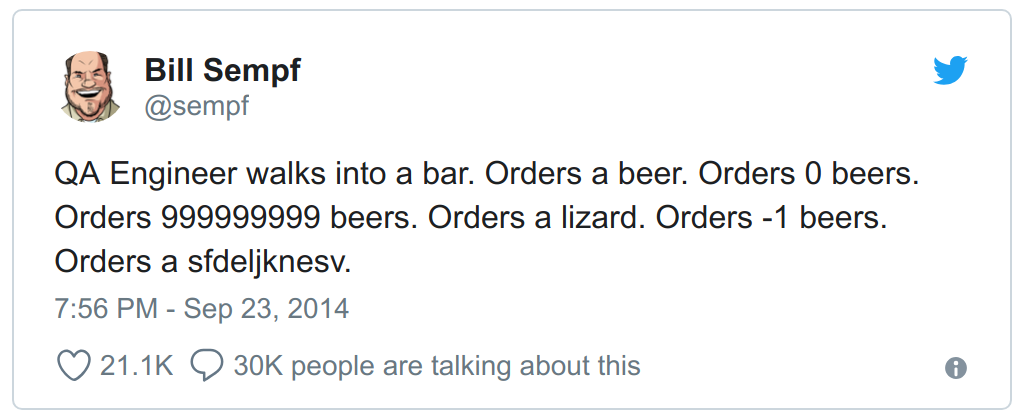 Bill Sempf
@sempf
QA Engineer walks into a bar. Orders a beer. Orders 0 beers.
Orders 999999999 beers. Orders a lizard. Orders -1 beers.
Orders a sfdeljknesv.
7:56 PM - Sep 23, 2014
21.1K 30K people are talking about this